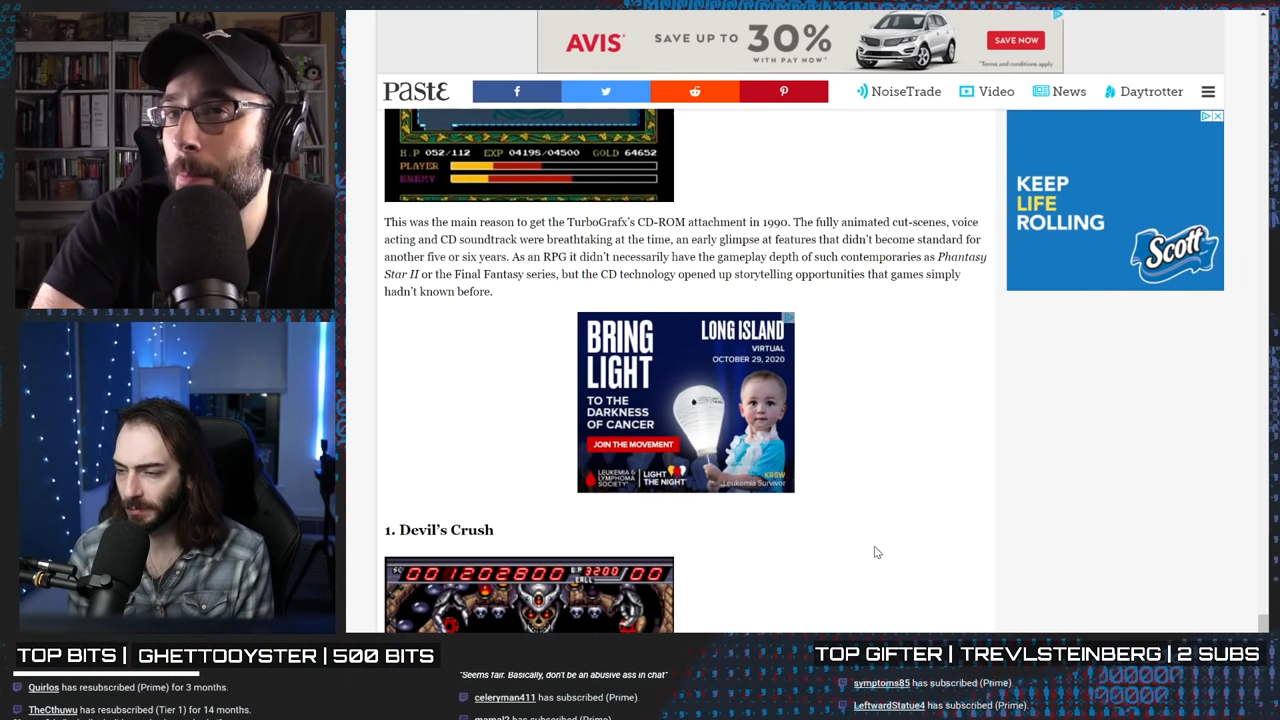 AVIS
SAVE UP TO 30%
WITH PAY NOW*
SAVE NOW
*Terms and conditions apply
Paste
NoiseTrade
Video
News
Daytrotter
H.P 052/112 EXP 04198/04500 GOLD 64652
PLAYER
ENEMY
This was the main reason to get the TurboGrafx's CD-ROM attachment in 1990. The fully animated cut-scenes, voice
acting and CD soundtrack were breathtaking at the time, an early glimpse at features that didn't become standard for
another five or six years. As an RPG it didn't necessarily have the gameplay depth of such contemporaries as Phantasy
Star II or the Final Fantasy series, but the CD technology opened up storytelling opportunities that games simply
hadn't known before.
KEEP
LIFE
ROLLING
Scott
BRING
LIGHT
TO THE
DARKNESS
OF CANCER
JOIN THE MOVEMENT
LEUKEMIA &
LYMPHOMA
SOCIETY
LIGHT
THE NIGHT
LONG ISLAND
VIRTUAL
OCTOBER 29, 2020
KREW
Leukemia Survivor
1. Devil's Crush
001202800
3200
00
BALL
TOP BITS | GHETTOOYSTER | 500 BITS
Quirlos has resubscribed (Prime) for 3 months.
TheCthuwu has resubscribed (Tier 1) for 14 months.
"Seems fair. Basically, don't be an abusive ass in chat"
celeryman411 has subscribed (Prime).
TOP GIFTER | TREVLSTEINBERG | 2 SUBS
symptoms85 has subscribed (Prime).
LeftwardStatue4 has subscribed (Prime).